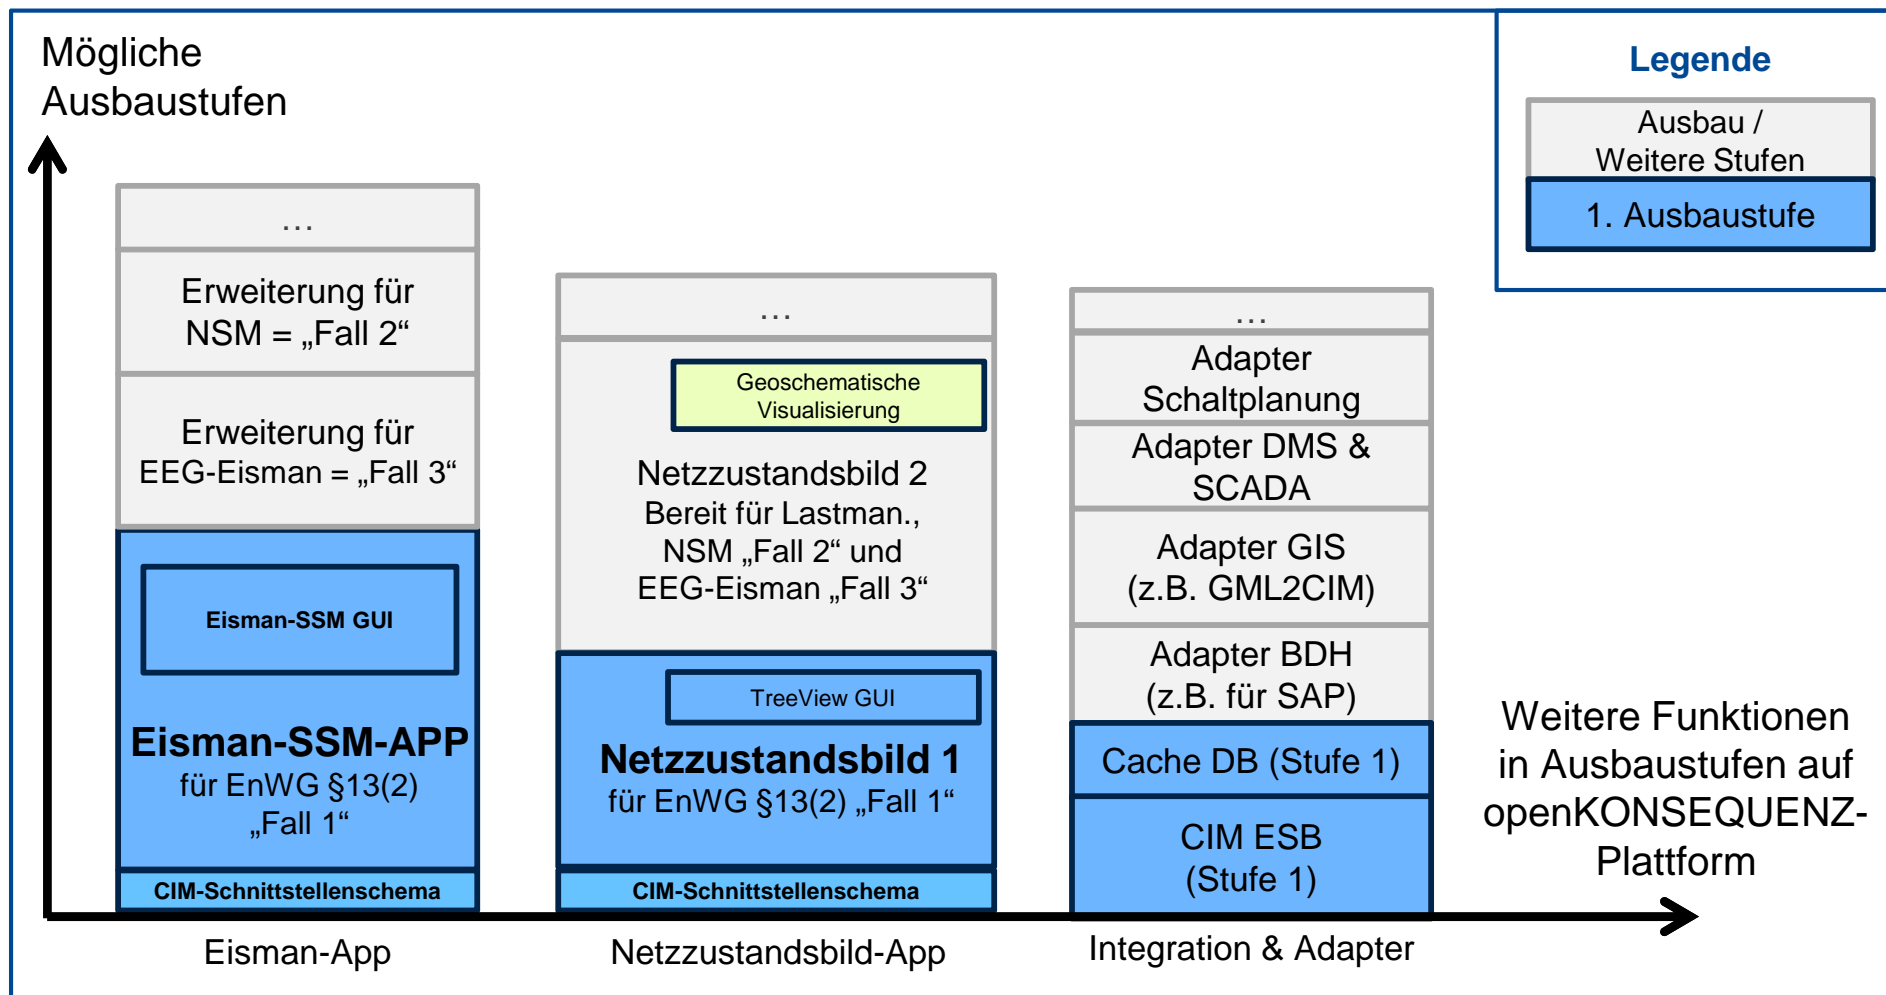 Mögliche
Ausbaustufen
Legende
Ausbau /
Weitere Stufen
1. Ausbaustufe
...
Erweiterung für
NSM = „Fall 2“
Erweiterung für
EEG-Eisman = „Fall 3“
Eisman-SSM GUI
Eisman-SSM-APP
für EnWG §13(2)
„Fall 1“
CIM-Schnittstellenschema
Eisman-App
...
Geoschematische
Visualisierung
Netzzustandsbild 2
Bereit für Lastman.,
NSM „Fall 2“ und
EEG-Eisman „Fall 3“
TreeView GUI
Netzzustandsbild 1
für EnWG §13(2) „Fall 1“
CIM-Schnittstellenschema
Netzzustandsbild-App
...
Adapter
Schaltplanung
Adapter DMS &
SCADA
Adapter GIS
(z.B. GML2CIM)
Adapter BDH
(z.B. für SAP)
Cache DB (Stufe 1)
CIM ESB
(Stufe 1)
Integration & Adapter
Weitere Funktionen
in Ausbaustufen auf
openKONSEQUENZ-
Plattform